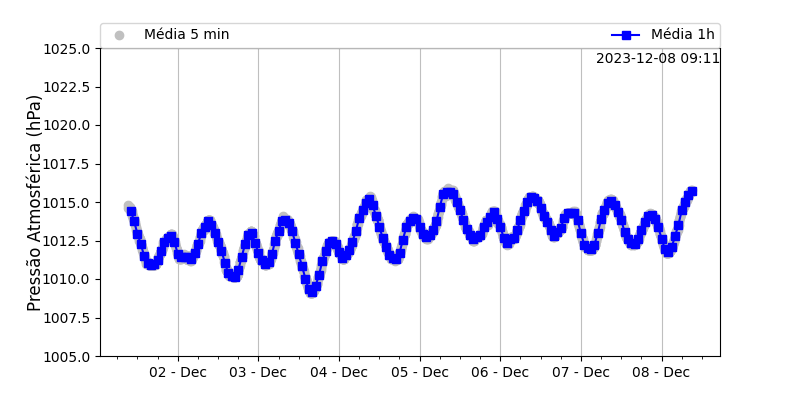 Média 5 min
Média 1h
2023-12-08 09:11
Pressão Atmosférica (hPa)
1025.0
1022.5
1020.0
1017.5
1015.0
1012.5
1010.0
1007.5
1005.0
02 - Dec
03 - Dec
04 - Dec
05 - Dec
06 - Dec
07 - Dec
08 - Dec